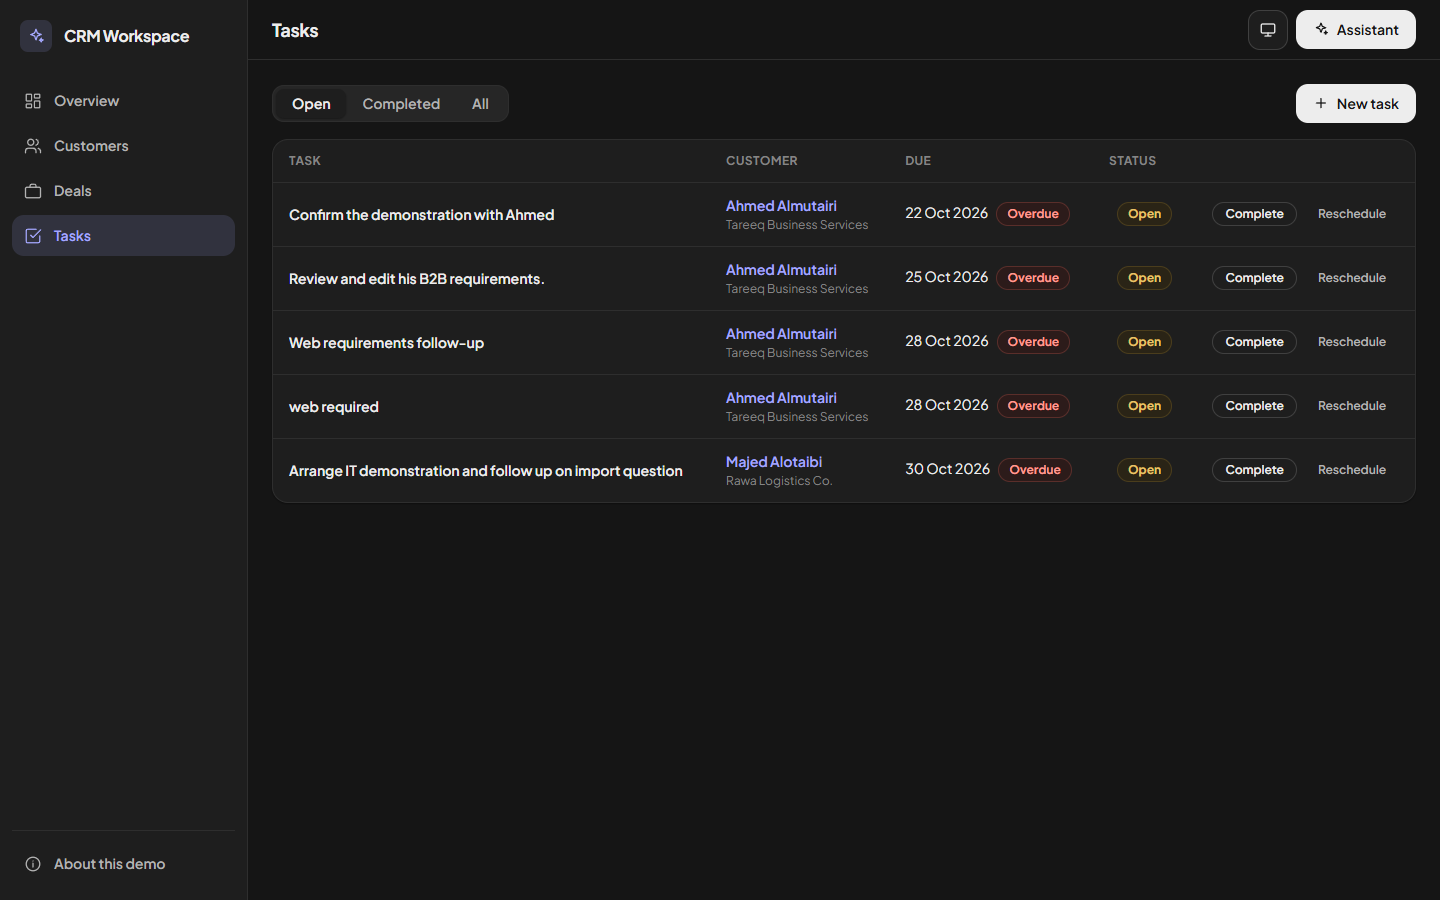 CRM Workspace
Overview
Customers
Deals
Tasks
About this demo
Tasks
Assistant
Open Completed All
New task
TASK CUSTOMER DUE STATUS
Confirm the demonstration with Ahmed Ahmed Almutairi 22 Oct 2026 Overdue Open Complete Reschedule
Tareeq Business Services
Review and edit his B2B requirements. Ahmed Almutairi 25 Oct 2026 Overdue Open Complete Reschedule
Tareeq Business Services
Web requirements follow-up Ahmed Almutairi 28 Oct 2026 Overdue Open Complete Reschedule
Tareeq Business Services
web required Ahmed Almutairi 28 Oct 2026 Overdue Open Complete Reschedule
Tareeq Business Services
Arrange IT demonstration and follow up on import question Majed Alotaibi 30 Oct 2026 Overdue Open Complete Reschedule
Rawa Logistics Co.